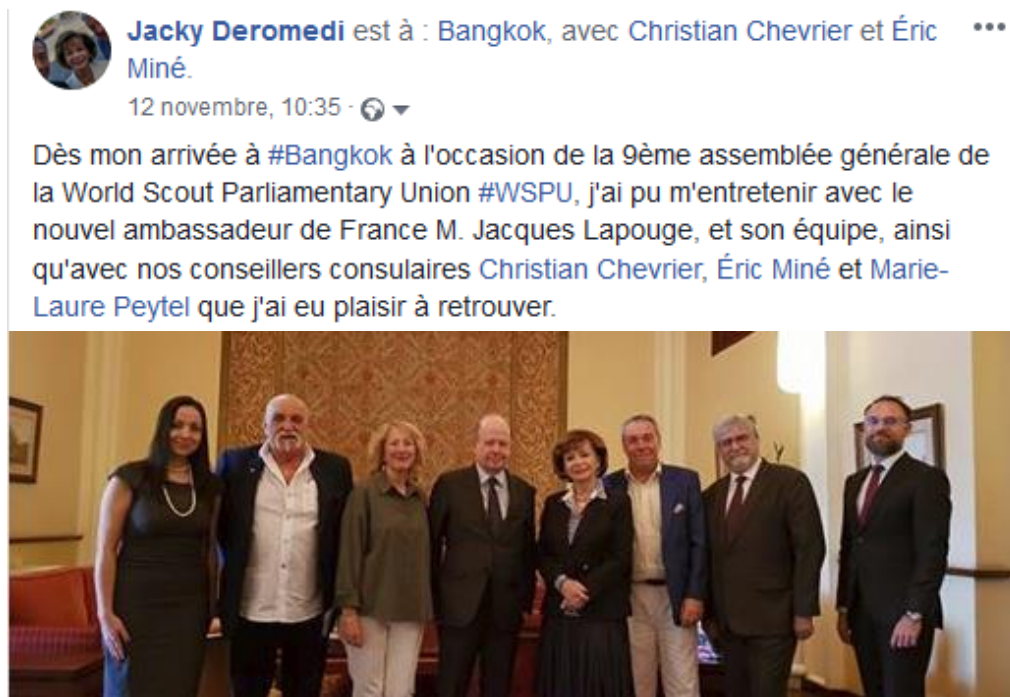 Jacky Deromedi est à : Bangkok, avec Christian Chevrier et Éric
Miné.
12 novembre, 10:35 ·
Dès mon arrivée à #Bangkok à l'occasion de la 9ème assemblée générale de
la World Scout Parliamentary Union #WSPU, j'ai pu m'entretenir avec le
nouvel ambassadeur de France M. Jacques Lapouge, et son équipe, ainsi
qu'avec nos conseillers consulaires Christian Chevrier, Éric Miné et Marie-
Laure Peytel que j'ai eu plaisir à retrouver.